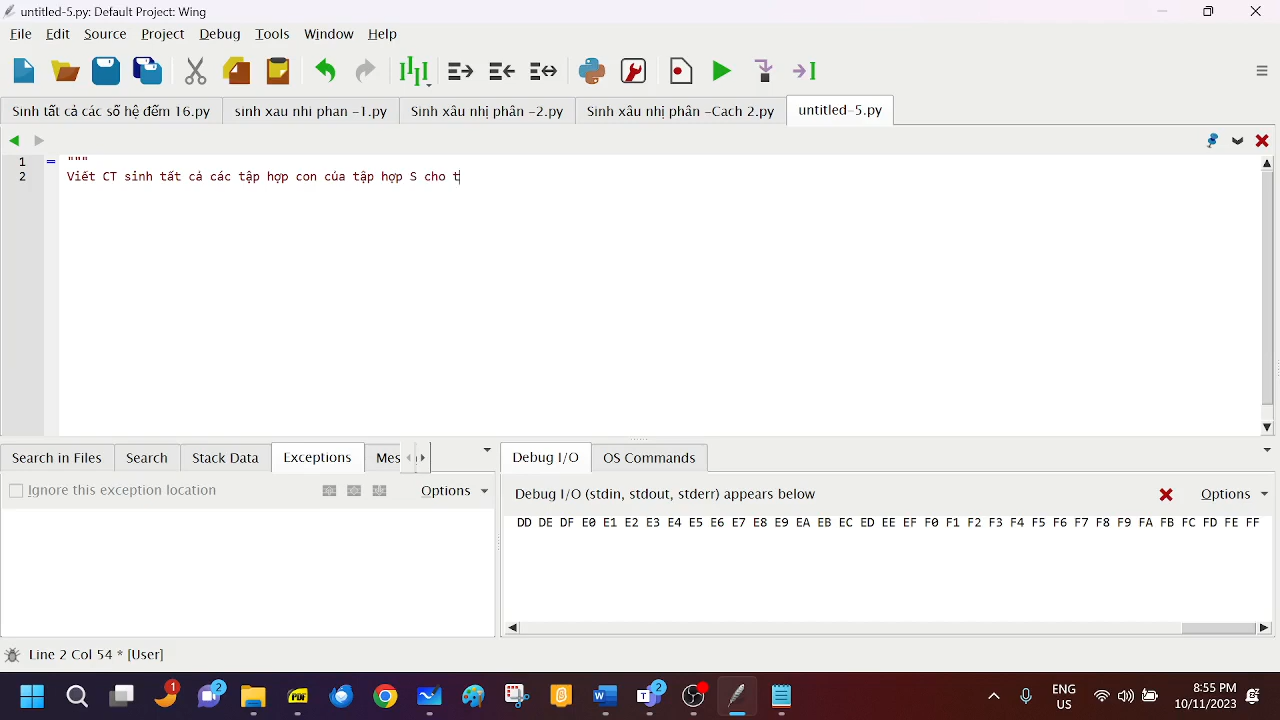 untitled-5.py: Default Project: Wing
File Edit Source Project Debug Tools Window Help
Sinh tất cả các số hệ đếm 16.py sinh xau nhi phan -1.py Sinh xâu nhị phân -2.py Sinh xâu nhị phân -Cach 2.py untitled-5.py
1 """
2 Viết CT sinh tất cả các tập hợp con của tập hợp S cho t
Search in Files Search Stack Data Exceptions Mes Debug I/O OS Commands
Ignore this exception location Options Debug I/O (stdin, stdout, stderr) appears below Options
DD DE DF E0 E1 E2 E3 E4 E5 E6 E7 E8 E9 EA EB EC ED EE EF F0 F1 F2 F3 F4 F5 F6 F7 F8 F9 FA FB FC FD FE FF
Line 2 Col 54 * [User]
1 2 PDF 2 ENG 8:55 PM
US 10/11/2023